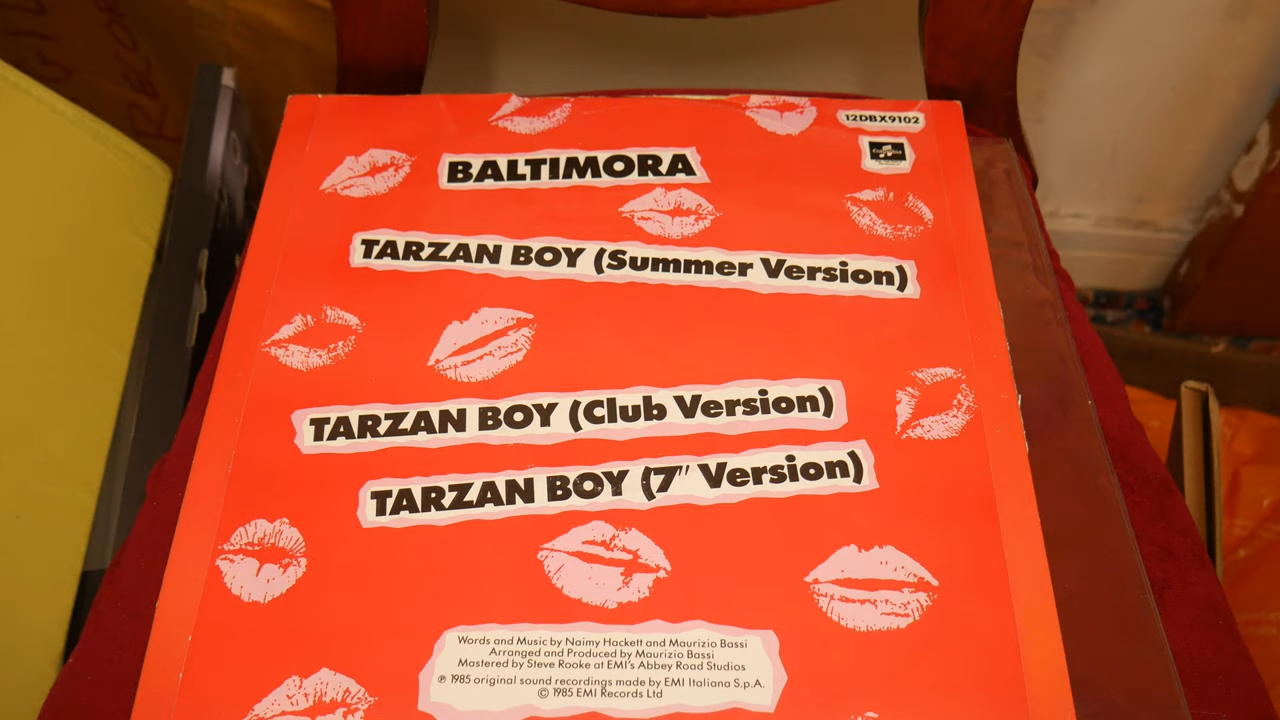 12DBX9102
Columbia
BALTIMORA
TARZAN BOY (Summer Version)
TARZAN BOY (Club Version)
TARZAN BOY (7" Version)
Words and Music by Naimy Hackett and Maurizio Bassi
Arranged and Produced by Maurizio Bassi
Mastered by Steve Rooke at EMI's Abbey Road Studios
℗ 1985 original sound recordings made by EMI Italiana S.p.A.
© 1985 EMI Records Ltd